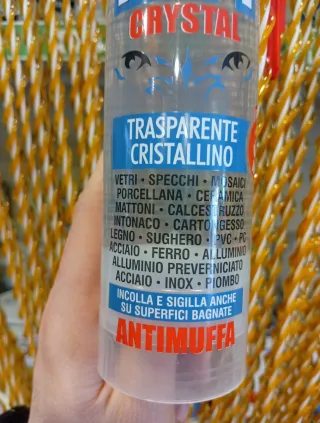 CRYSTAL
TRASPARENTE
CRISTALLINO
VETRI • SPECCHI • MOSAICI
PORCELLANA • CERAMICA
MATTONI • CALCESTRUZZO
INTONACO • CARTONGESSO
LEGNO • SUGHERO • PVC • PC
ACCIAIO • FERRO • ALLUMINIO
ALLUMINIO PREVERNICIATO
ACCIAIO • INOX • PIOMBO
INCOLLA E SIGILLA ANCHE
SU SUPERFICI BAGNATE
ANTIMUFFA